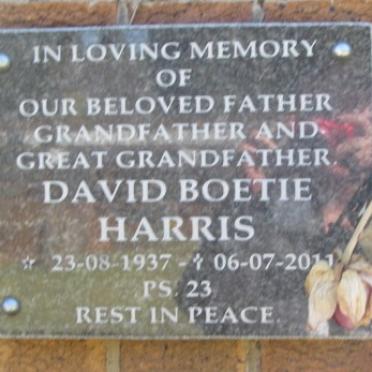 IN LOVING MEMORY
OF
OUR BELOVED FATHER
GRANDFATHER AND
GREAT GRANDFATHER.
DAVID BOETIE
HARRIS
☆ 23-08-1937 - ✝ 06-07-2011
PS. 23
REST IN PEACE.